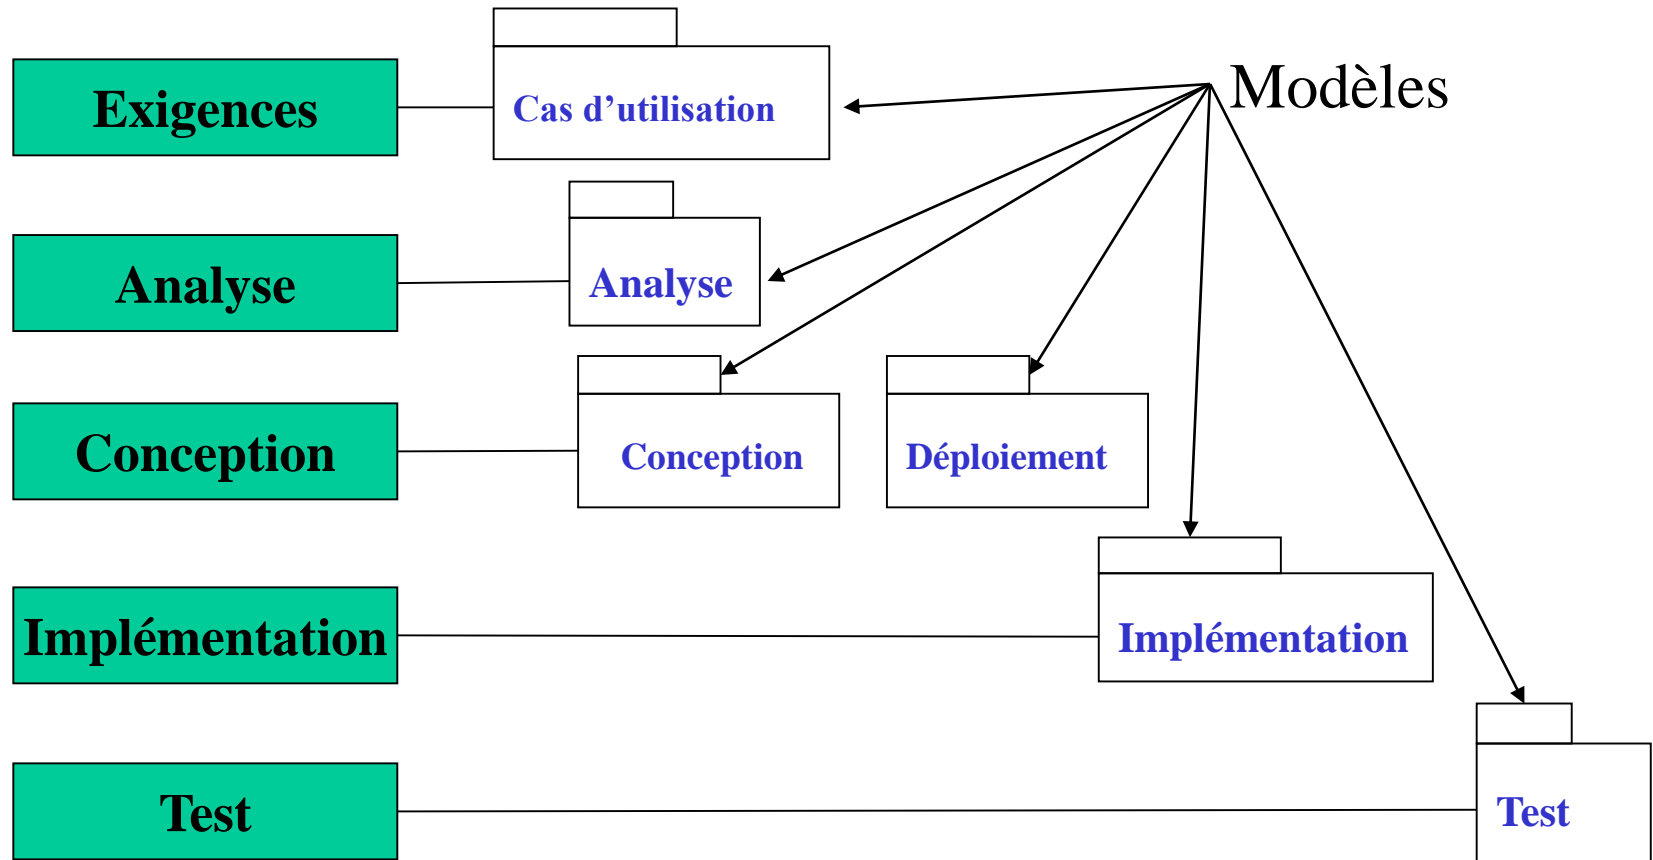 Modèles
Exigences
Cas d’utilisation
Analyse
Analyse
Conception
Conception
Déploiement
Implémentation
Implémentation
Test
Test